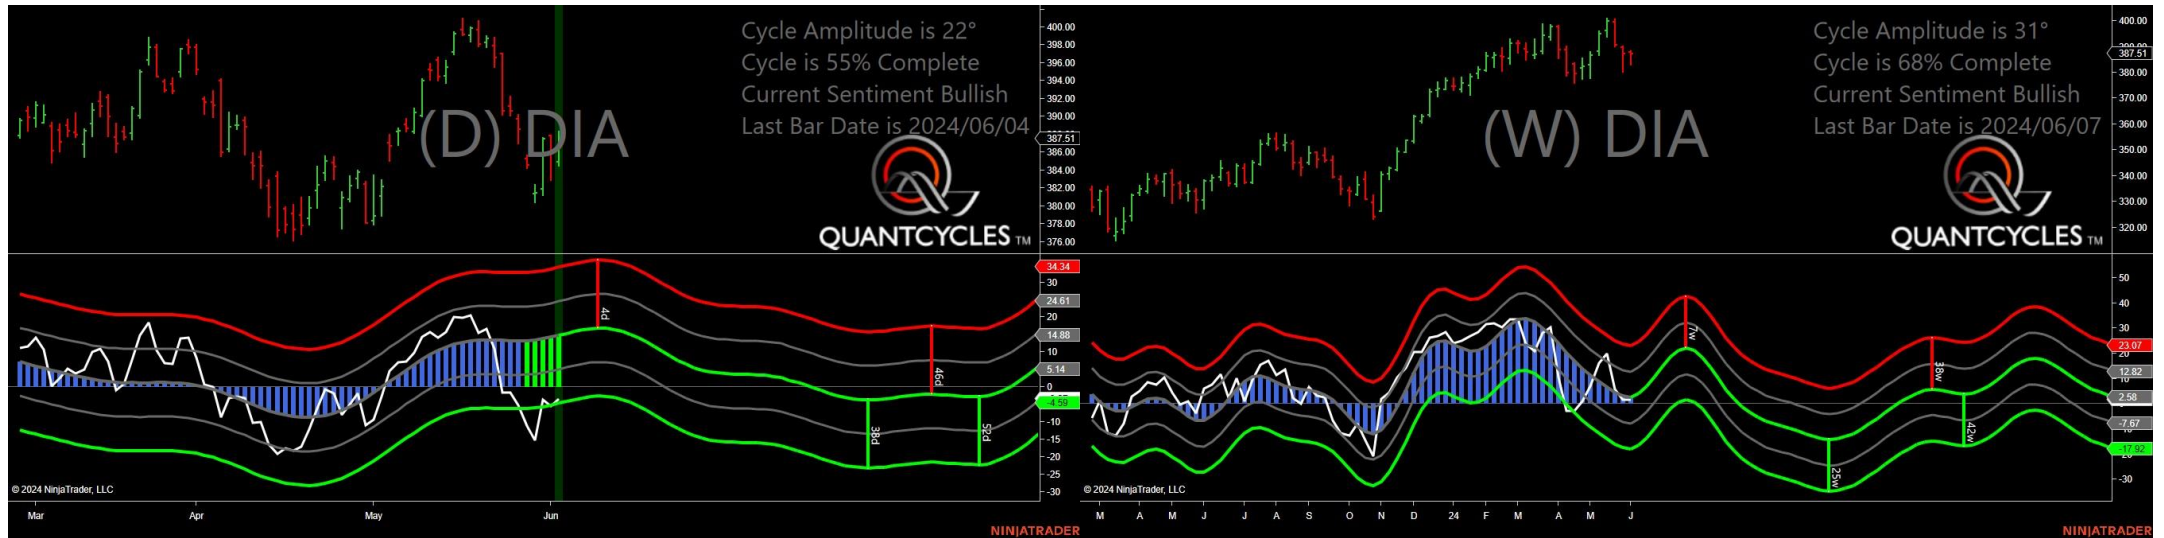 Cycle Amplitude is 22°
Cycle is 55% Complete
Current Sentiment Bullish
Last Bar Date is 2024/06/04
(D) DIA
QUANTCYCLES TM
400.00
398.00
396.00
394.00
392.00
390.00
387.51
386.00
384.00
382.00
380.00
378.00
376.00
34.34
30
24.61
20
14.88
10
5.14
0
-4.59
-10
-15
-20
-25
-30
4d
46d
38d
52d
© 2024 NinjaTrader, LLC
Mar Apr May Jun
NINJATRADER
Cycle Amplitude is 31°
Cycle is 68% Complete
Current Sentiment Bullish
Last Bar Date is 2024/06/07
(W) DIA
QUANTCYCLES TM
400.00
387.51
380.00
370.00
360.00
350.00
340.00
330.00
320.00
50
40
30
23.07
20
12.82
10
2.58
-7.67
-17.92
-30
7w
38w
42w
25w
© 2024 NinjaTrader, LLC
M A M J J A S O N D 24 F M A M J
NINJATRADER